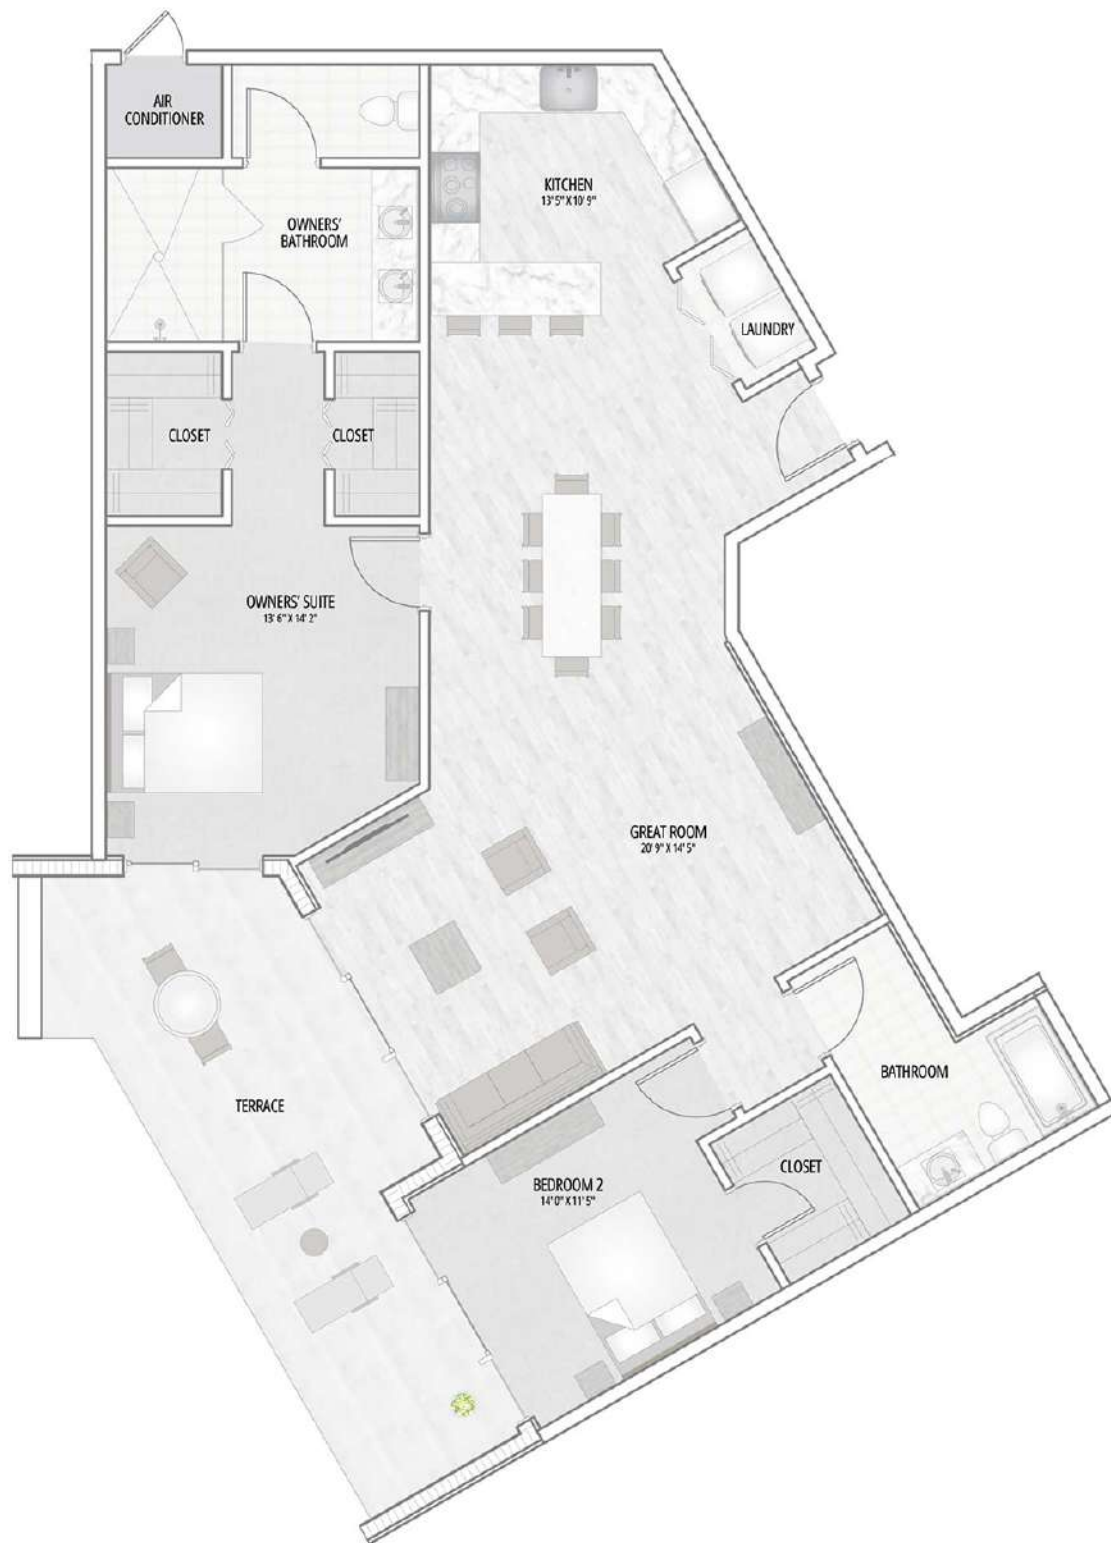 AIR
CONDITIONER
KITCHEN
13'5" X 10'9"
OWNERS'
BATHROOM
LAUNDRY
CLOSET
CLOSET
OWNERS' SUITE
13'6" X 14'2"
GREAT ROOM
20'9" X 14'5"
BATHROOM
TERRACE
CLOSET
BEDROOM 2
14'0" X 11'5"